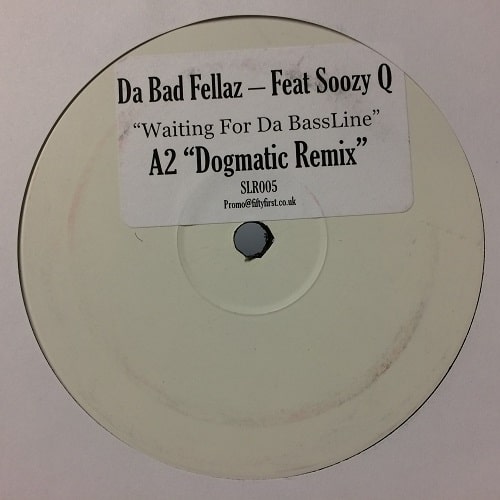 Da Bad Fellaz – Feat Soozy Q
“Waiting For Da BassLine”
A2 “Dogmatic Remix”
SLR005
Promo@fiftyfirst.co.uk